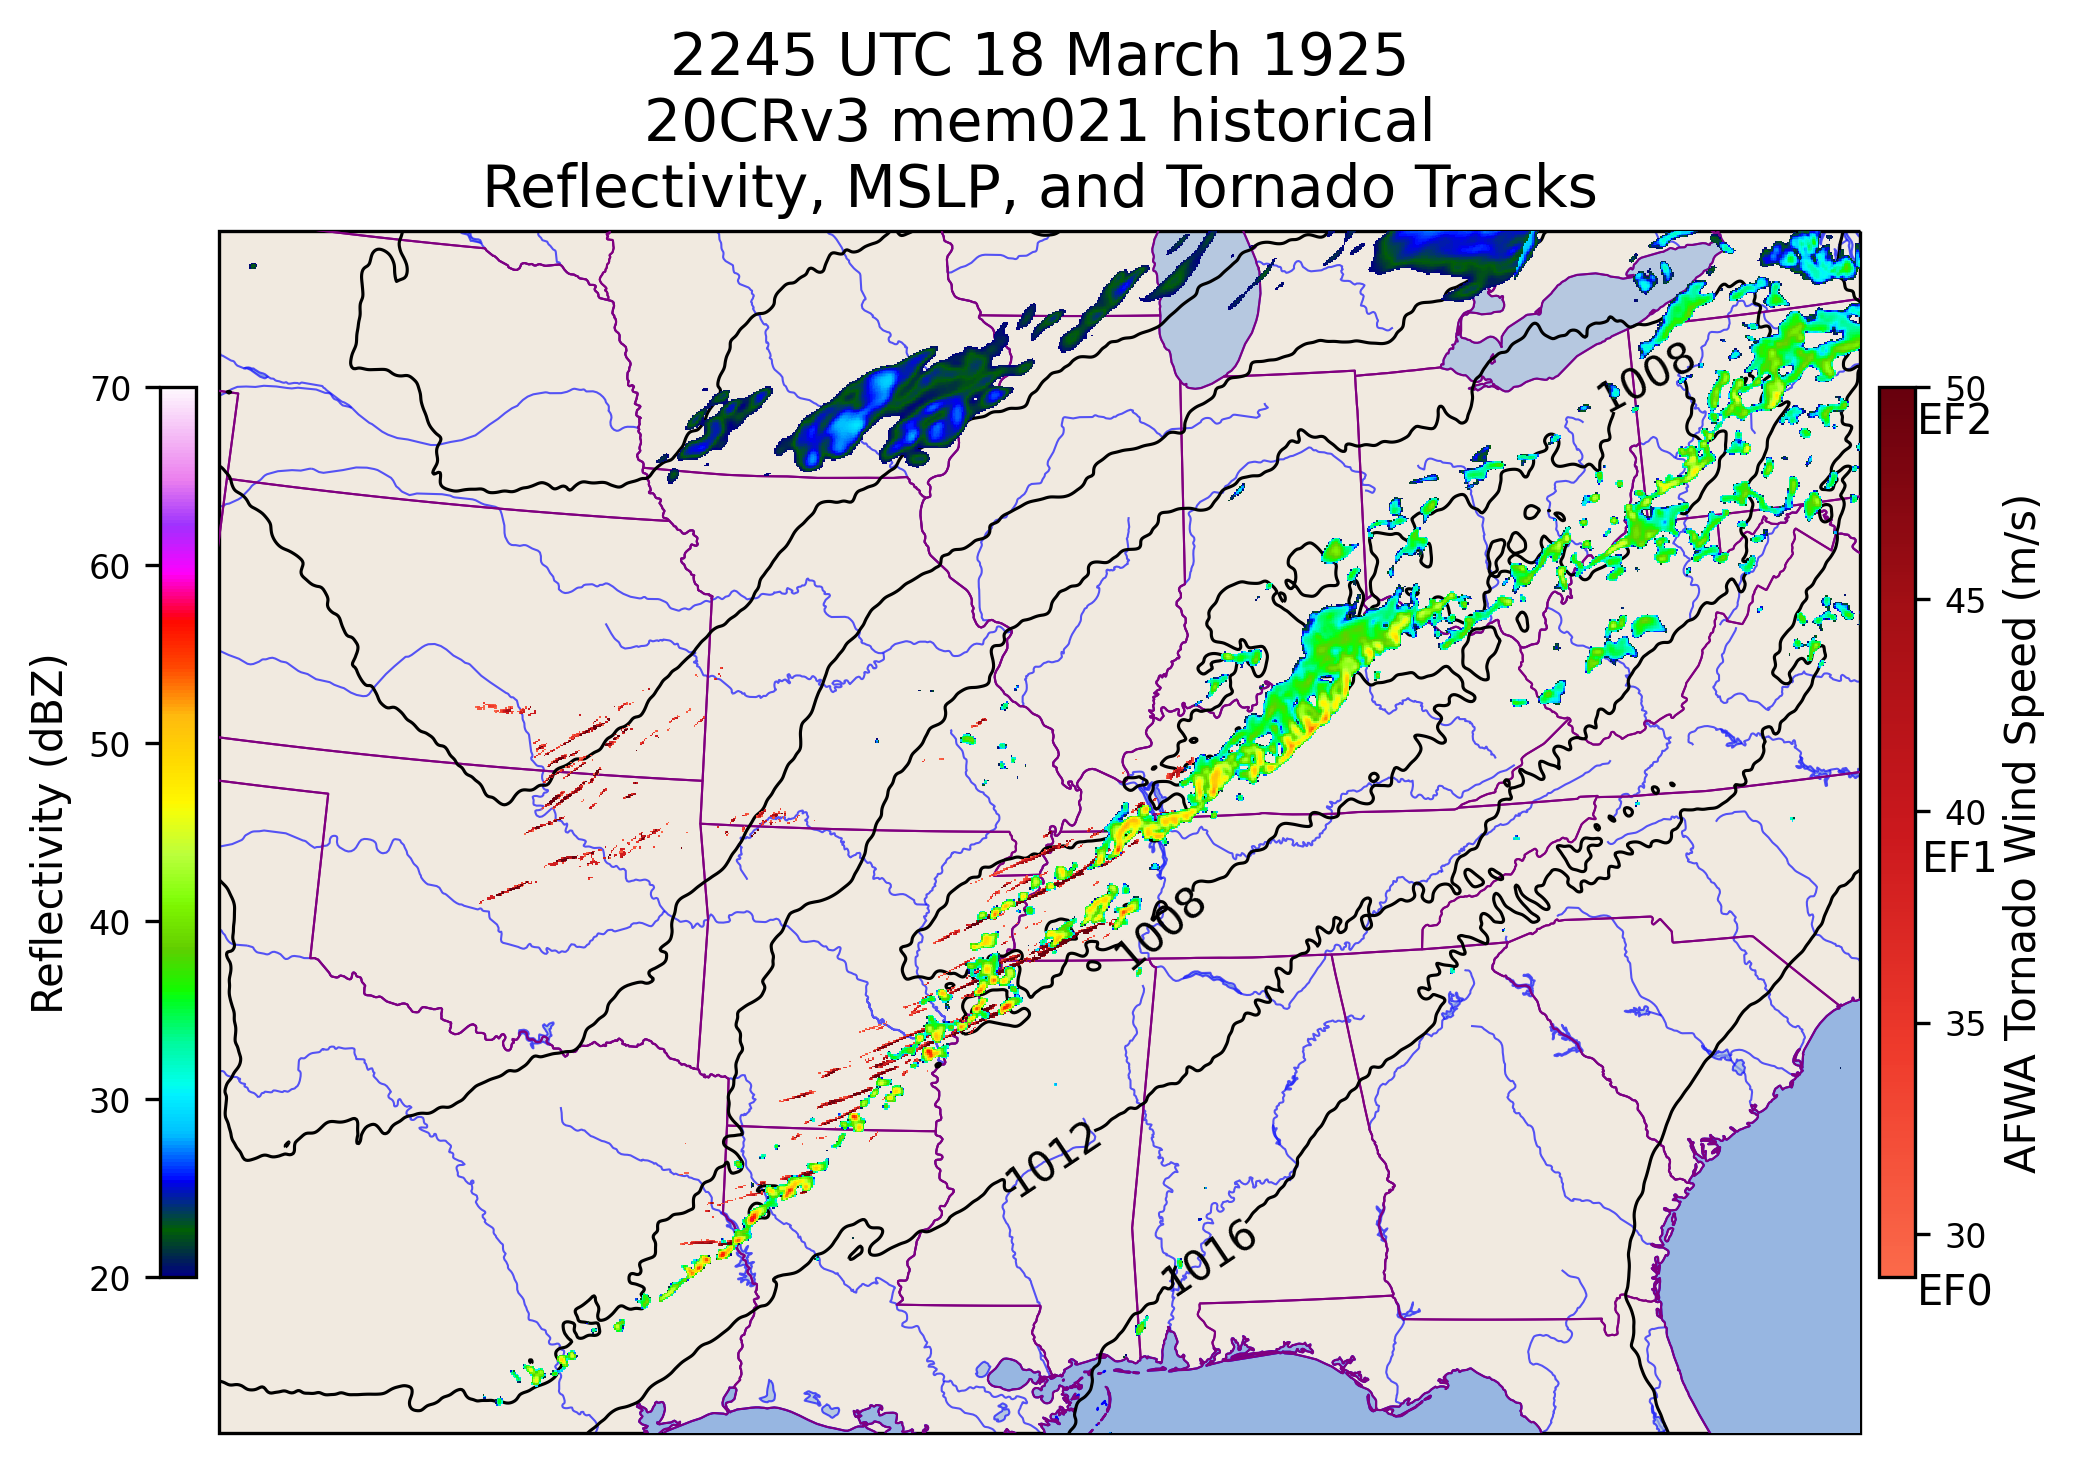 2245 UTC 18 March 1925
20CRv3 mem021 historical
Reflectivity, MSLP, and Tornado Tracks
Reflectivity (dBZ)
70
60
50
40
30
20
1008
1008
1012
1016
50
EF2
45
40
EF1
35
30
EF0
AFWA Tornado Wind Speed (m/s)